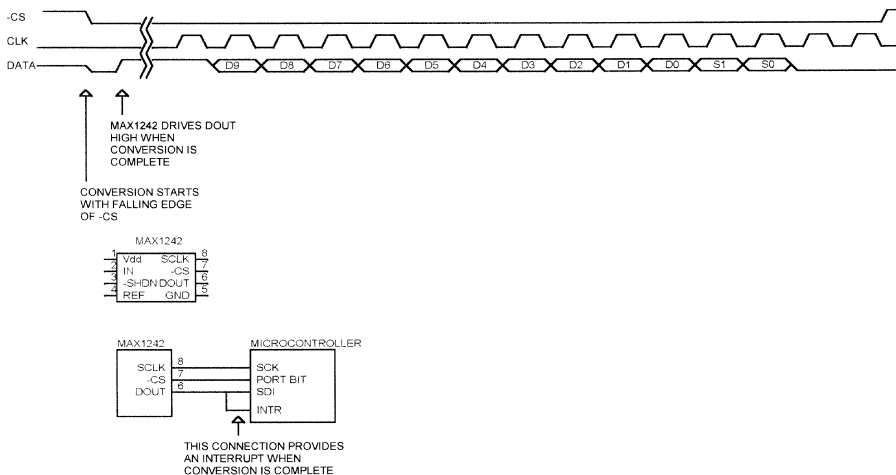 -CS
CLK
DATA
D9 D8 D7 D6 D5 D4 D3 D2 D1 D0 S1 S0
MAX1242 DRIVES DOUT
HIGH WHEN
CONVERSION IS
COMPLETE
CONVERSION STARTS
WITH FALLING EDGE
OF -CS
MAX1242
1 Vdd SCLK 8
2 IN -CS 7
3 -SHDN DOUT 6
4 REF GND 5
MAX1242 MICROCONTROLLER
SCLK 8 SCK
-CS 7 PORT BIT
DOUT 6 SDI
INTR
THIS CONNECTION PROVIDES
AN INTERRUPT WHEN
CONVERSION IS COMPLETE